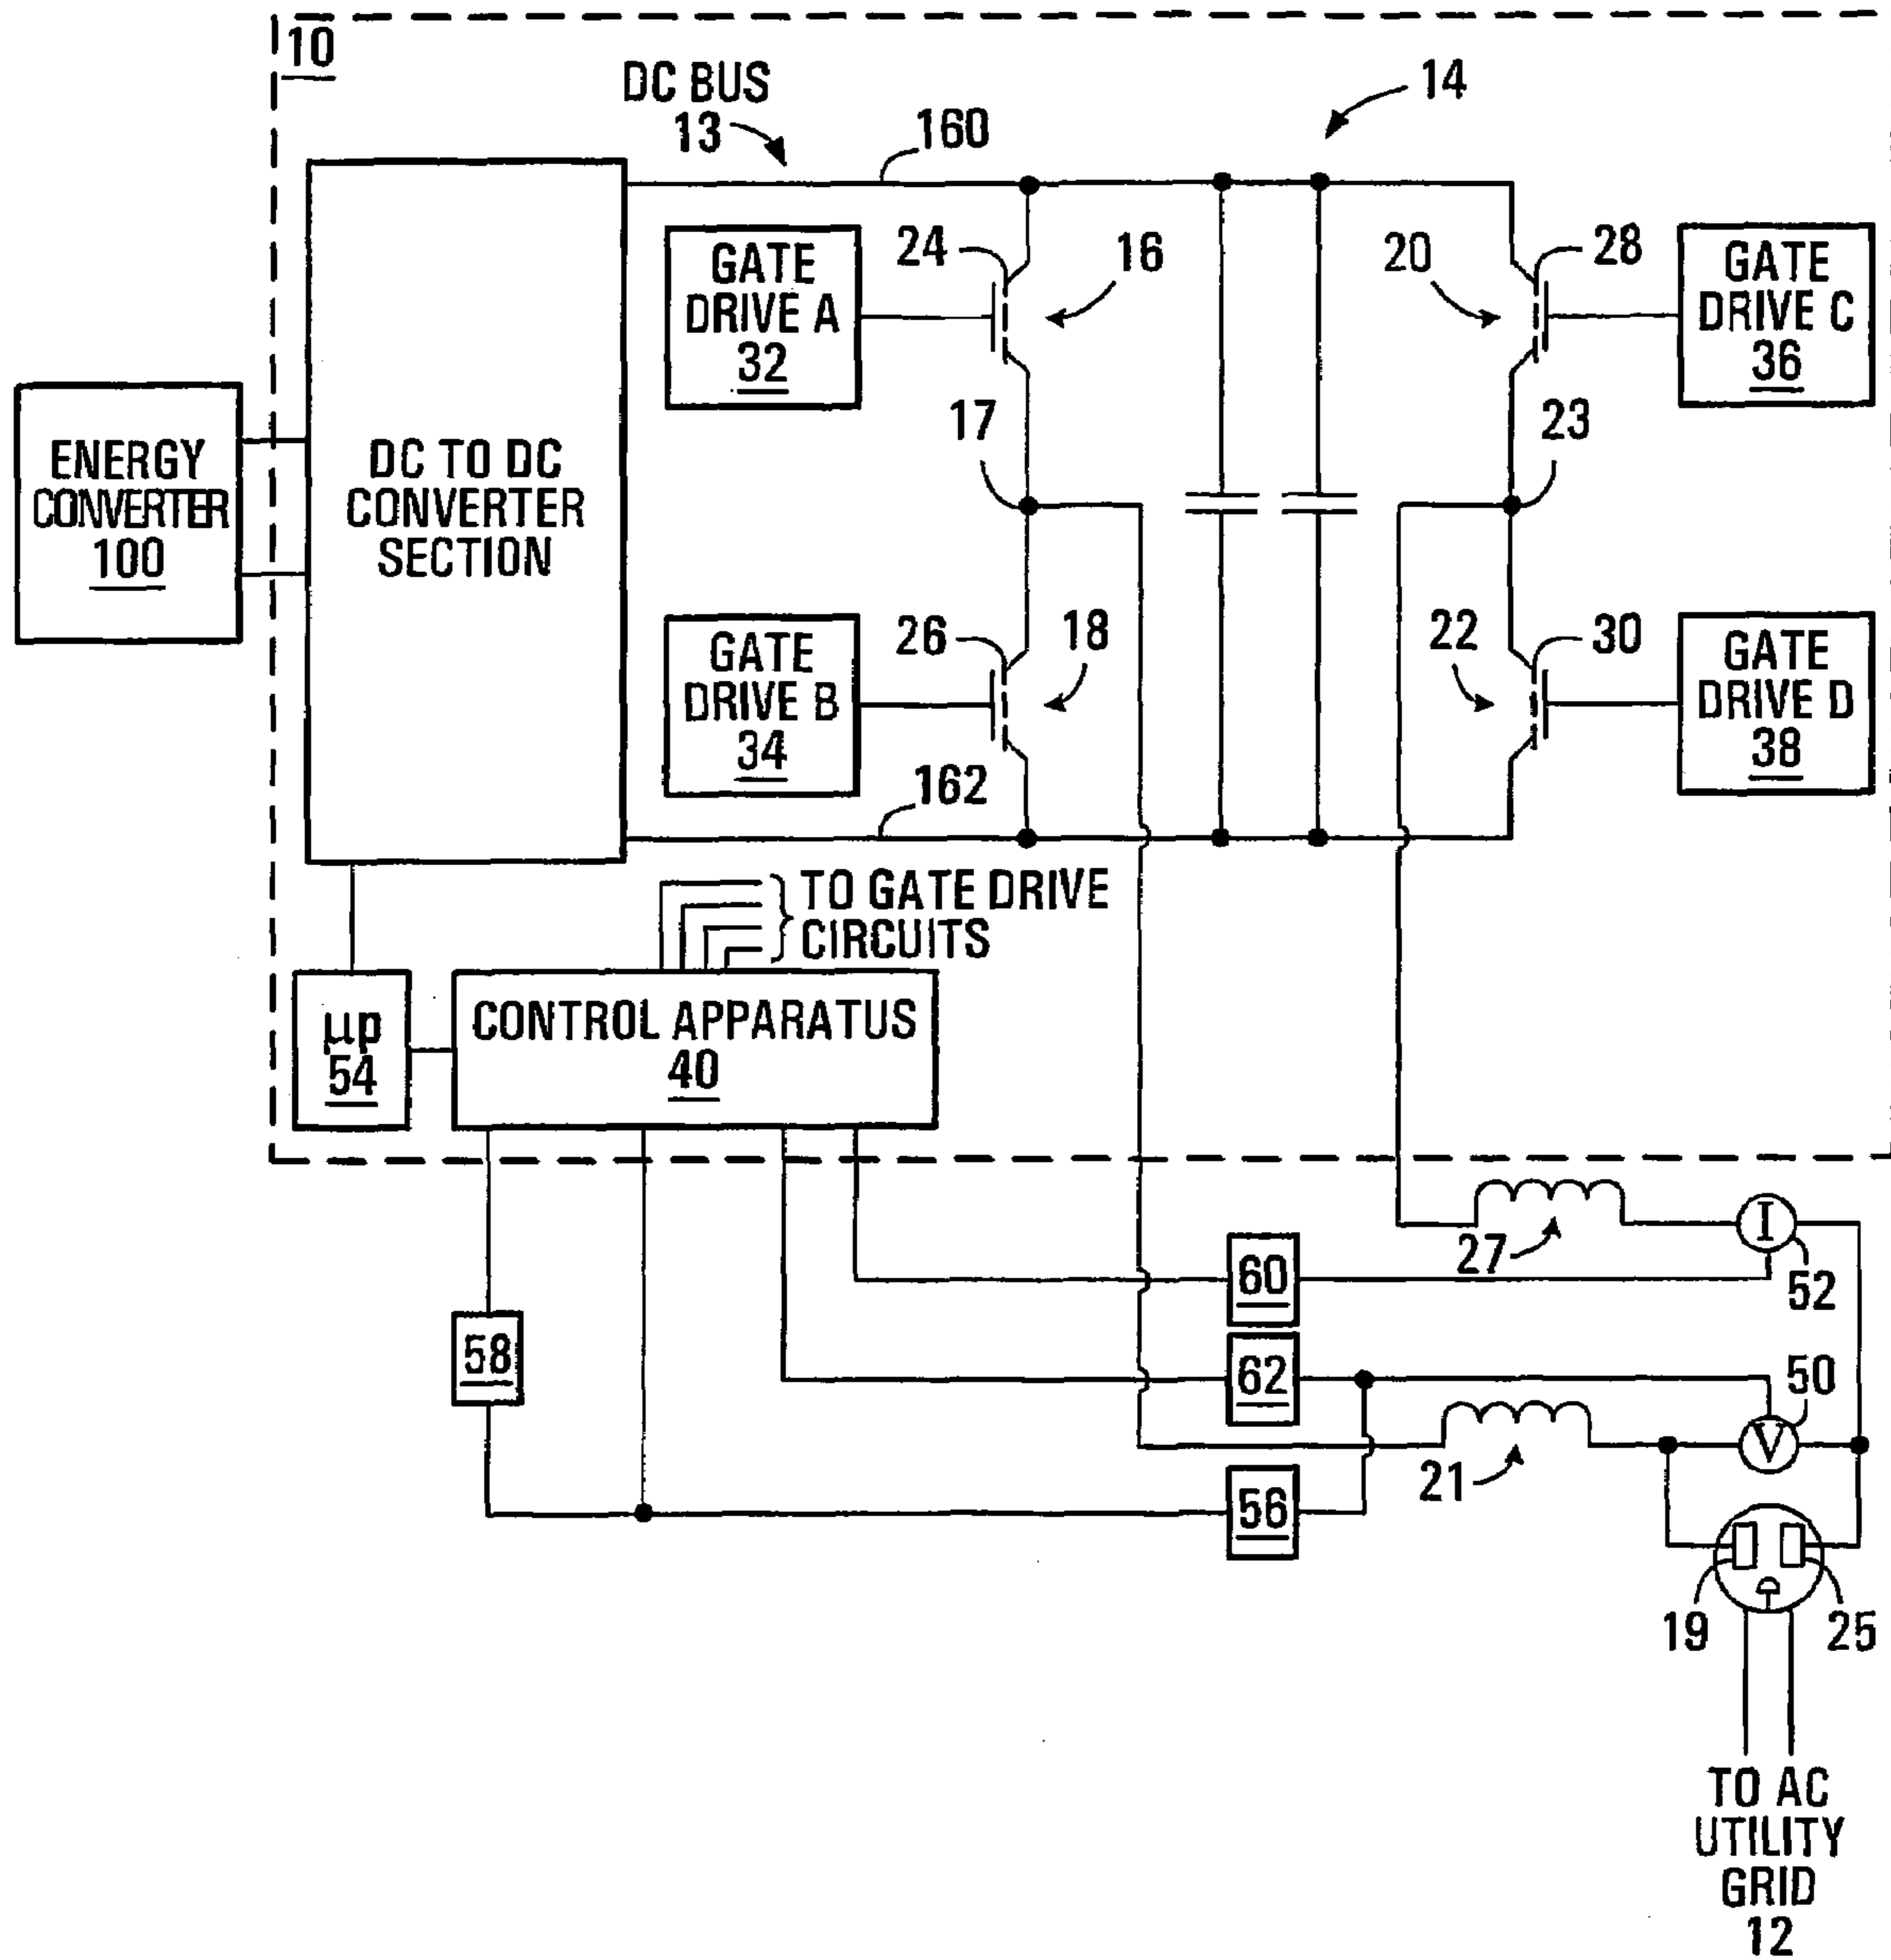 10
DC BUS
13
160
14
GATE
DRIVE A
32
24
16
20
28
GATE
DRIVE C
36
ENERGY
CONVERTER
100
DC TO DC
CONVERTER
SECTION
17
23
GATE
DRIVE B
34
26
18
22
30
GATE
DRIVE D
38
162
TO GATE DRIVE
CIRCUITS
µp
54
CONTROL APPARATUS
40
27
I
52
60
58
62
50
V
21
56
19
25
TO AC
UTILITY
GRID
12